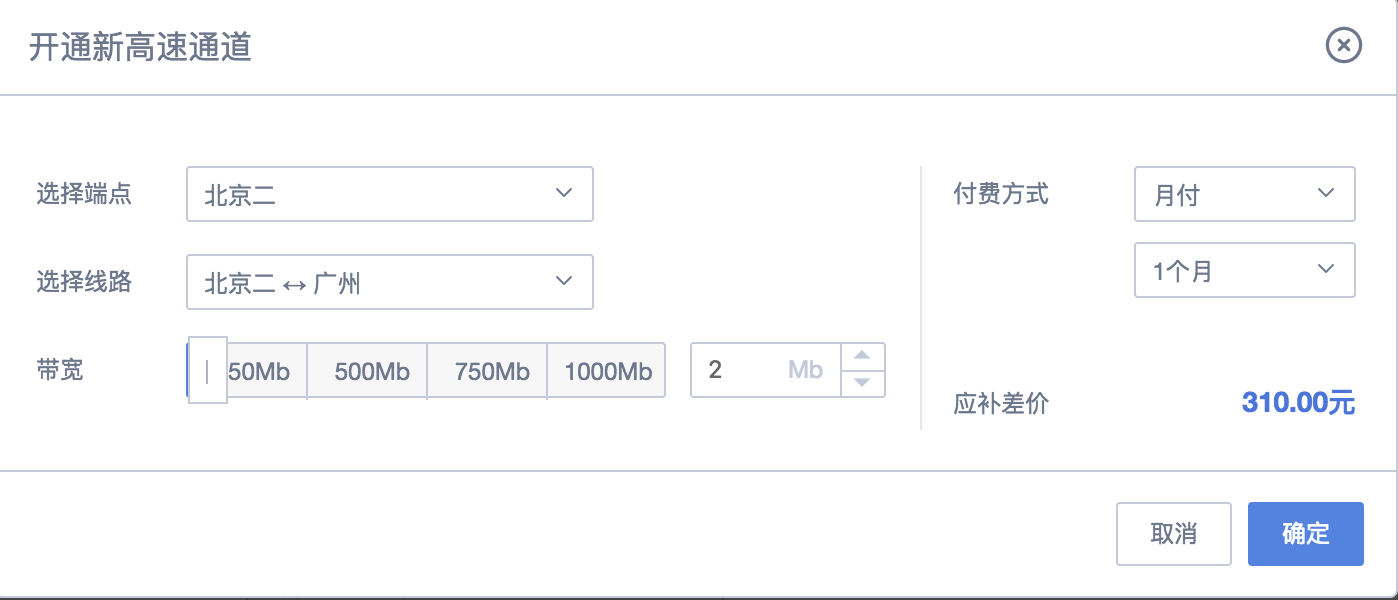 开通新高速通道
选择端点
北京二
选择线路
北京二 ↔ 广州
带宽
50Mb
500Mb
750Mb
1000Mb
2
Mb
付费方式
月付
1个月
应补差价
310.00元
取消
确定